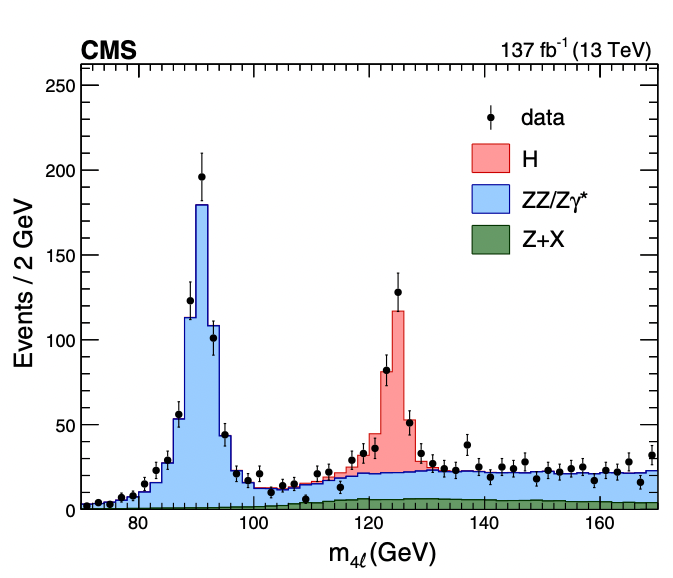 CMS
137 fb⁻¹ (13 TeV)
Events / 2 GeV
250
200
150
100
50
0
data
H
ZZ/Zγ*
Z+X
80
100
120
140
160
m₄ℓ (GeV)